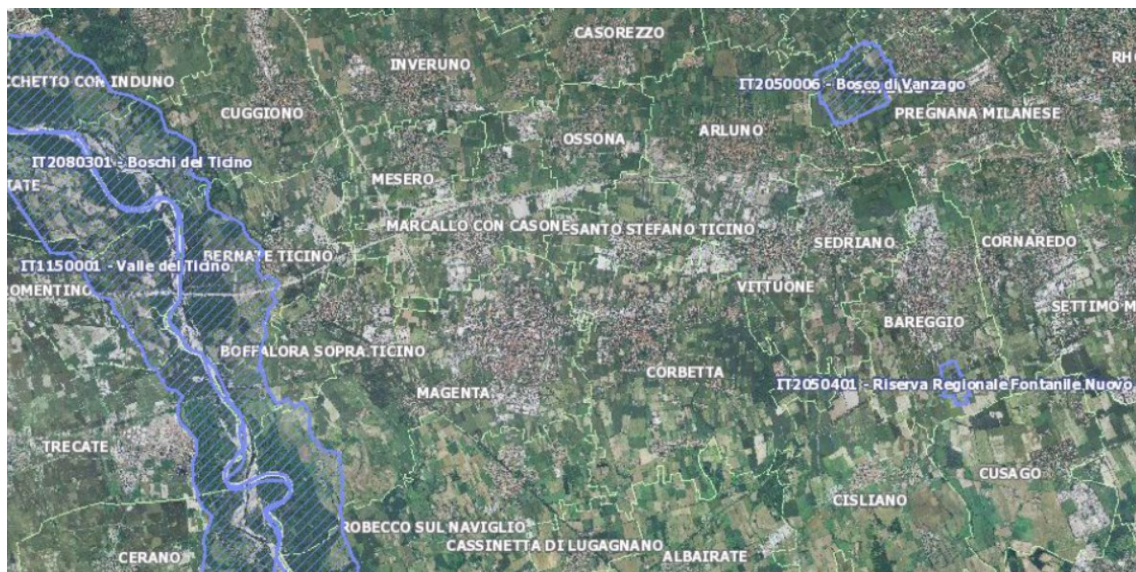 CASOREZZO
RH
INVERUNO
CCHETTO CON INDUNO
IT2050006 - Bosco di Vanzago
CUGGIONO
PREGNANA MILANESE
ARLUNO
OSSONA
IT2080301 - Boschi del Ticino
MESERO
TATE
MARCALLO CON CASONE
SANTO STEFANO TICINO
SEDRIANO
CORNAREDO
BERNATE TICINO
IT1150001 - Valle del Ticino
ROMENTINO
VITTUONE
SETTIMO M
BAREGGIO
BOFFALORA SOPRA TICINO
CORBETTA
IT2050401 - Riserva Regionale Fontanile Nuovo
MAGENTA
TRECATE
CUSAGO
CISLIANO
ROBECCO SUL NAVIGLIO
CASSINETTA DI LUGAGNANO
CERANO
ALBAIRATE